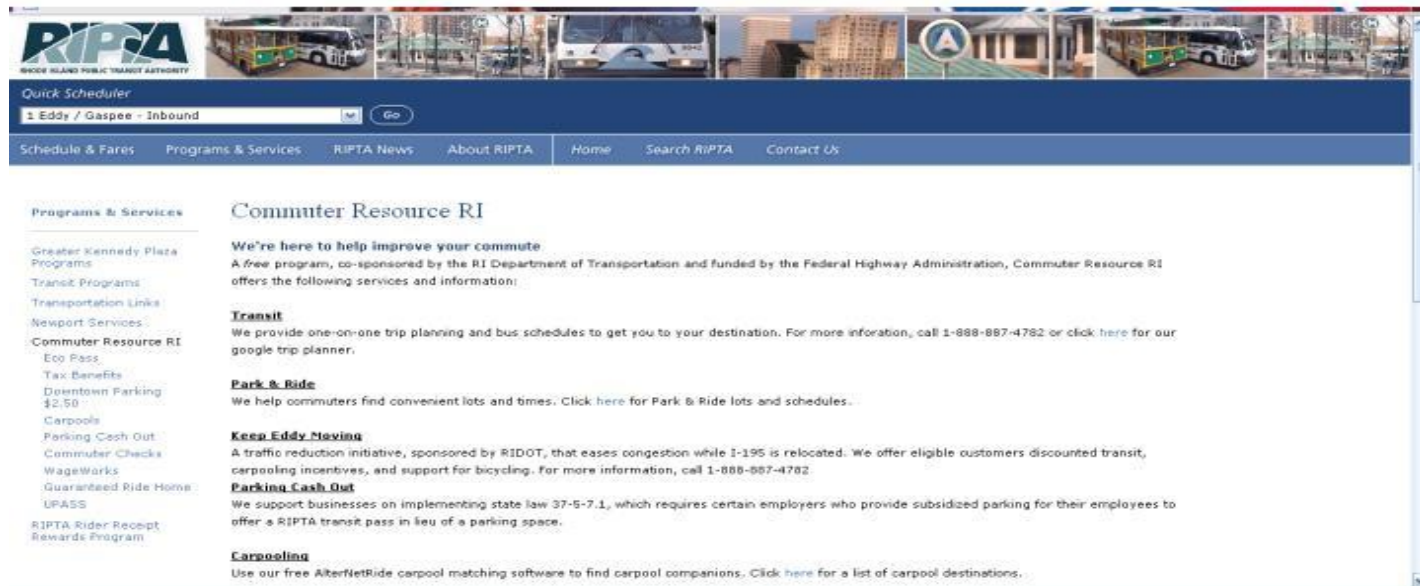 RIPTA
RHODE ISLAND PUBLIC TRANSIT AUTHORITY
Quick Scheduler
1 Eddy / Gaspee - Inbound
Go
Schedule & Fares Programs & Services RIPTA News About RIPTA Home Search RIPTA Contact Us
Programs & Services
Greater Kennedy Plaza
Programs
Transit Programs
Transportation Links
Newport Services
Commuter Resource RI
Eco Pass
Tax Benefits
Downtown Parking
$2.50
Carpools
Parking Cash Out
Commuter Checks
WageWorks
Guaranteed Ride Home
UPASS
RIPTA Rider Receipt
Rewards Program
Commuter Resource RI
We're here to help improve your commute
A free program, co-sponsored by the RI Department of Transportation and funded by the Federal Highway Administration, Commuter Resource RI
offers the following services and information:
Transit
We provide one-on-one trip planning and bus schedules to get you to your destination. For more inforation, call 1-888-887-4782 or click here for our
google trip planner.
Park & Ride
We help commuters find convenient lots and times. Click here for Park & Ride lots and schedules.
Keep Eddy Moving
A traffic reduction initiative, sponsored by RIDOT, that eases congestion while I-195 is relocated. We offer eligible customers discounted transit,
carpooling incentives, and support for bicycling. For more information, call 1-888-887-4782
Parking Cash Out
We support businesses on implementing state law 37-5-7.1, which requires certain employers who provide subsidized parking for their employees to
offer a RIPTA transit pass in lieu of a parking space.
Carpooling
Use our free AlterNetRide carpool matching software to find carpool companions. Click here for a list of carpool destinations.